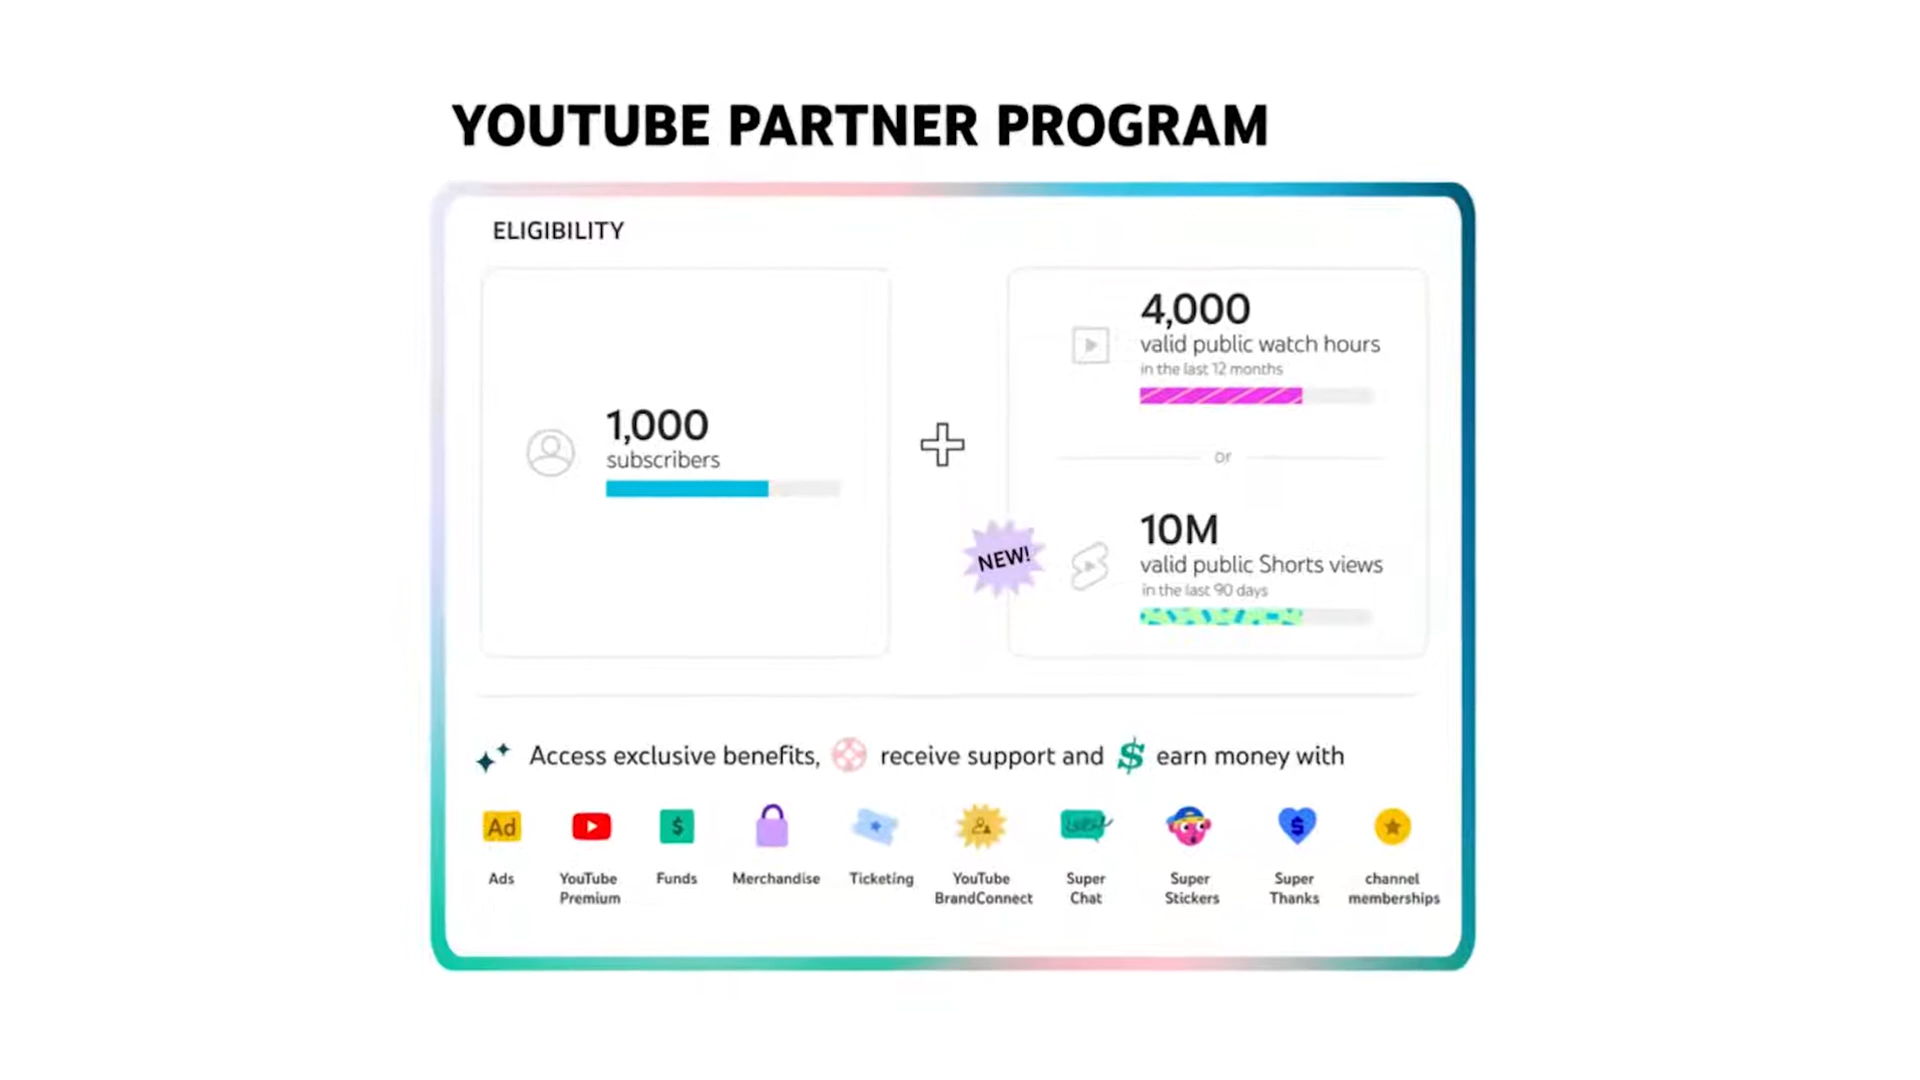 YOUTUBE PARTNER PROGRAM
ELIGIBILITY
1,000
subscribers
4,000
valid public watch hours
in the last 12 months
or
NEW!
10M
valid public Shorts views
in the last 90 days
Access exclusive benefits, receive support and $ earn money with
Ad
$
$
Ads
YouTube
Premium
Funds
Merchandise
Ticketing
YouTube
BrandConnect
Super
Chat
Super
Stickers
Super
Thanks
channel
memberships